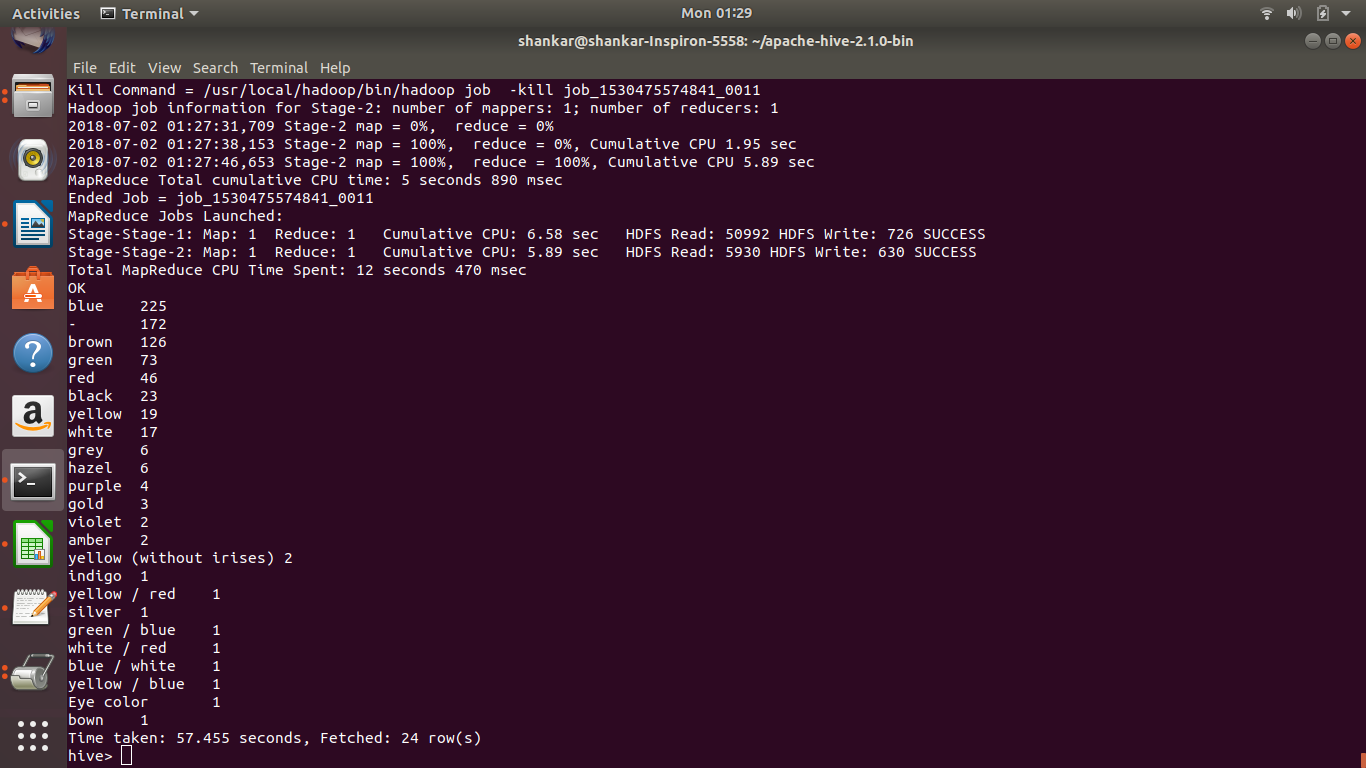 Activities Terminal Mon 01:29
shankar@shankar-Inspiron-5558: ~/apache-hive-2.1.0-bin
File Edit View Search Terminal Help
Kill Command = /usr/local/hadoop/bin/hadoop job  -kill job_1530475574841_0011
Hadoop job information for Stage-2: number of mappers: 1; number of reducers: 1
2018-07-02 01:27:31,709 Stage-2 map = 0%,  reduce = 0%
2018-07-02 01:27:38,153 Stage-2 map = 100%,  reduce = 0%, Cumulative CPU 1.95 sec
2018-07-02 01:27:46,653 Stage-2 map = 100%,  reduce = 100%, Cumulative CPU 5.89 sec
MapReduce Total cumulative CPU time: 5 seconds 890 msec
Ended Job = job_1530475574841_0011
MapReduce Jobs Launched:
Stage-Stage-1: Map: 1  Reduce: 1   Cumulative CPU: 6.58 sec   HDFS Read: 50992 HDFS Write: 726 SUCCESS
Stage-Stage-2: Map: 1  Reduce: 1   Cumulative CPU: 5.89 sec   HDFS Read: 5930 HDFS Write: 630 SUCCESS
Total MapReduce CPU Time Spent: 12 seconds 470 msec
OK
blue    225
-       172
brown   126
green   73
red     46
black   23
yellow  19
white   17
grey    6
hazel   6
purple  4
gold    3
violet  2
amber   2
yellow (without irises) 2
indigo  1
yellow / red    1
silver  1
green / blue    1
white / red     1
blue / white    1
yellow / blue   1
Eye color       1
bown    1
Time taken: 57.455 seconds, Fetched: 24 row(s)
hive>